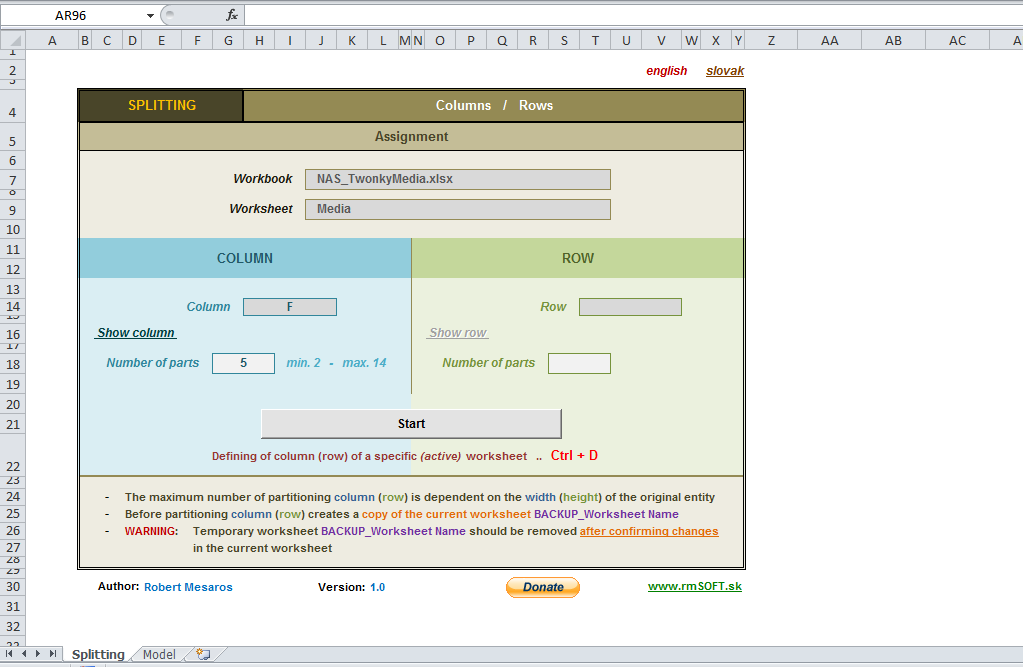 AR96 fx
A B C D E F G H I J K L M N O P Q R S T U V W X Y Z AA AB AC A
1
2 english slovak
3
4 SPLITTING Columns / Rows
5 Assignment
6
7 Workbook NAS_TwonkyMedia.xlsx
8
9 Worksheet Media
10
11 COLUMN ROW
12
13
14 Column F Row
15
16 Show column Show row
17
18 Number of parts 5 min. 2 - max. 14 Number of parts
19
20
21 Start
22 Defining of column (row) of a specific (active) worksheet .. Ctrl + D
23
24 - The maximum number of partitioning column (row) is dependent on the width (height) of the original entity
25 - Before partitioning column (row) creates a copy of the current worksheet BACKUP_Worksheet Name
26 - WARNING: Temporary worksheet BACKUP_Worksheet Name should be removed after confirming changes
27 in the current worksheet
28
29
30 Author: Robert Mesaros Version: 1.0 Donate www.rmSOFT.sk
31
32
33
Splitting Model